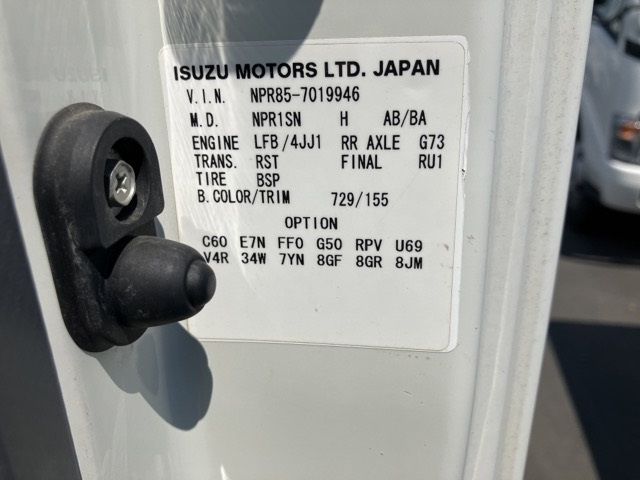 ISUZU MOTORS LTD. JAPAN
V.I.N. NPR85-7019946
M.D. NPR1SN H AB/BA
ENGINE LFB/4JJ1 RR AXLE G73
TRANS. RST FINAL RU1
TIRE BSP
B.COLOR/TRIM 729/155
OPTION
C60 E7N FF0 G50 RPV U69
V4R 34W 7YN 8GF 8GR 8JM